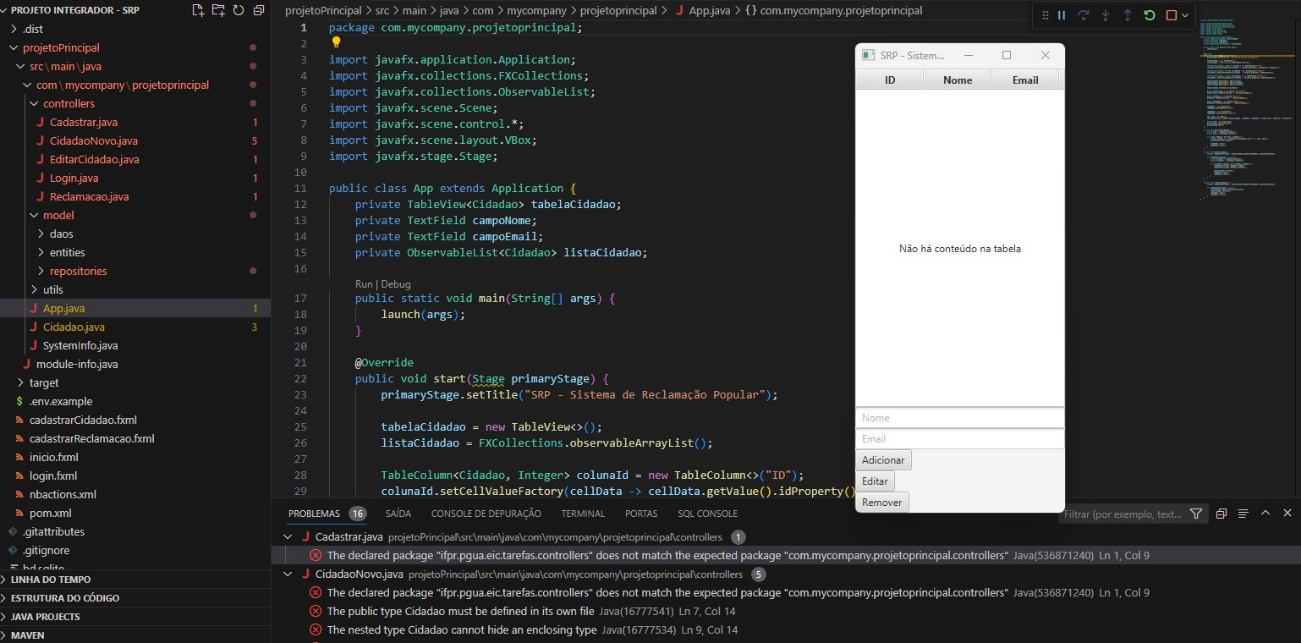 PROJETO INTEGRADOR - SRP
.dist
projetoPrincipal
src\main\java
com\mycompany\projetoprincipal
controllers
Cadastrar.java 1
CidadaoNovo.java 5
EditarCidadao.java 1
Login.java 1
Reclamacao.java 1
model
daos
entities
repositories
utils
App.java 1
Cidadao.java 3
SystemInfo.java
module-info.java
target
.env.example
cadastrarCidadao.fxml
cadastrarReclamacao.fxml
inicio.fxml
login.fxml
nbactions.xml
pom.xml
.gitattributes
.gitignore
LINHA DO TEMPO
ESTRUTURA DO CÓDIGO
JAVA PROJECTS
MAVEN
projetoPrincipal > src > main > java > com > mycompany > projetoprincipal > App.java > {} com.mycompany.projetoprincipal
1 package com.mycompany.projetoprincipal;
2
3 import javafx.application.Application;
4 import javafx.collections.FXCollections;
5 import javafx.collections.ObservableList;
6 import javafx.scene.Scene;
7 import javafx.scene.control.*;
8 import javafx.scene.layout.VBox;
9 import javafx.stage.Stage;
10
11 public class App extends Application {
12 private TableView<Cidadao> tabelaCidadao;
13 private TextField campoNome;
14 private TextField campoEmail;
15 private ObservableList<Cidadao> listaCidadao;
16
Run | Debug
17 public static void main(String[] args) {
18 launch(args);
19 }
20
21 @Override
22 public void start(Stage primaryStage) {
23 primaryStage.setTitle("SRP - Sistema de Reclamação Popular");
24
25 tabelaCidadao = new TableView<>();
26 listaCidadao = FXCollections.observableArrayList();
27
28 TableColumn<Cidadao, Integer> colunaId = new TableColumn<>("ID");
29 colunaId.setCellValueFactory(cellData -> cellData.getValue().idProperty()
SRP - Sistem...
ID Nome Email
Não há conteúdo na tabela
Nome
Email
Adicionar
Editar
Remover
PROBLEMAS 16 SAÍDA CONSOLE DE DEPURAÇÃO TERMINAL PORTAS SQL CONSOLE
Filtrar (por exemplo, text...
Cadastrar.java projetoPrincipal\src\main\java\com\mycompany\projetoprincipal\controllers 1
The declared package "ifpr.pgua.eic.tarefas.controllers" does not match the expected package "com.mycompany.projetoprincipal.controllers" Java(536871240) Ln 1, Col 9
CidadaoNovo.java projetoPrincipal\src\main\java\com\mycompany\projetoprincipal\controllers 5
The declared package "ifpr.pgua.eic.tarefas.controllers" does not match the expected package "com.mycompany.projetoprincipal.controllers" Java(536871240) Ln 1, Col 9
The public type Cidadao must be defined in its own file Java(16777541) Ln 7, Col 14
The nested type Cidadao cannot hide an enclosing type Java(16777534) Ln 9, Col 14